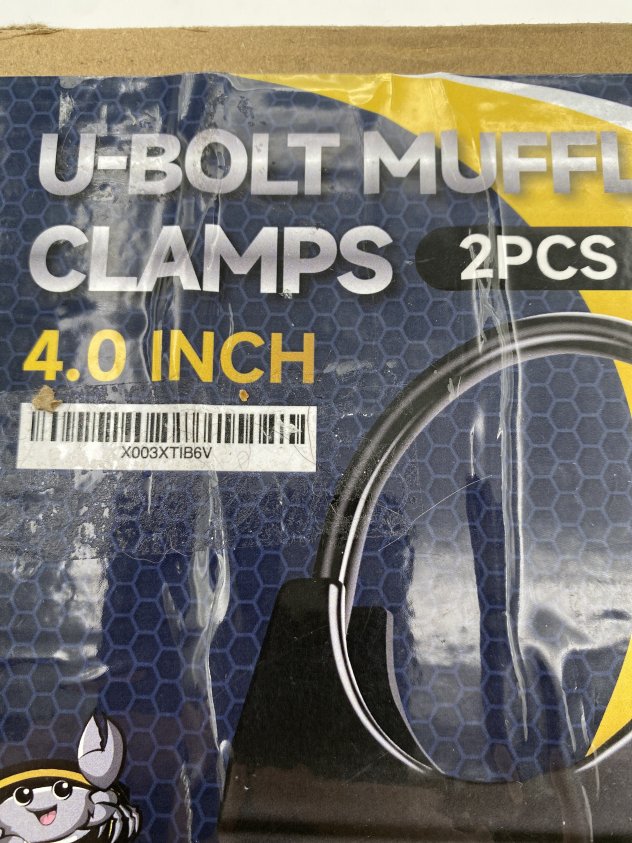 U-BOLT MUFFL
CLAMPS 2PCS
4.0 INCH
X003XTIB6V